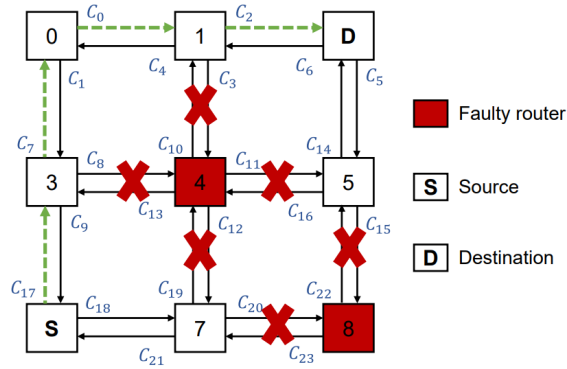 C0 C2
0 1 D
C1 C4 C3 C6 C5
Faulty router
C7 C8 C10 C11 C14
3 4 5
C9 C13 C12 C16 C15
S Source
D Destination
C17 C18 C19 C20 C22
S 7 8
C21 C23